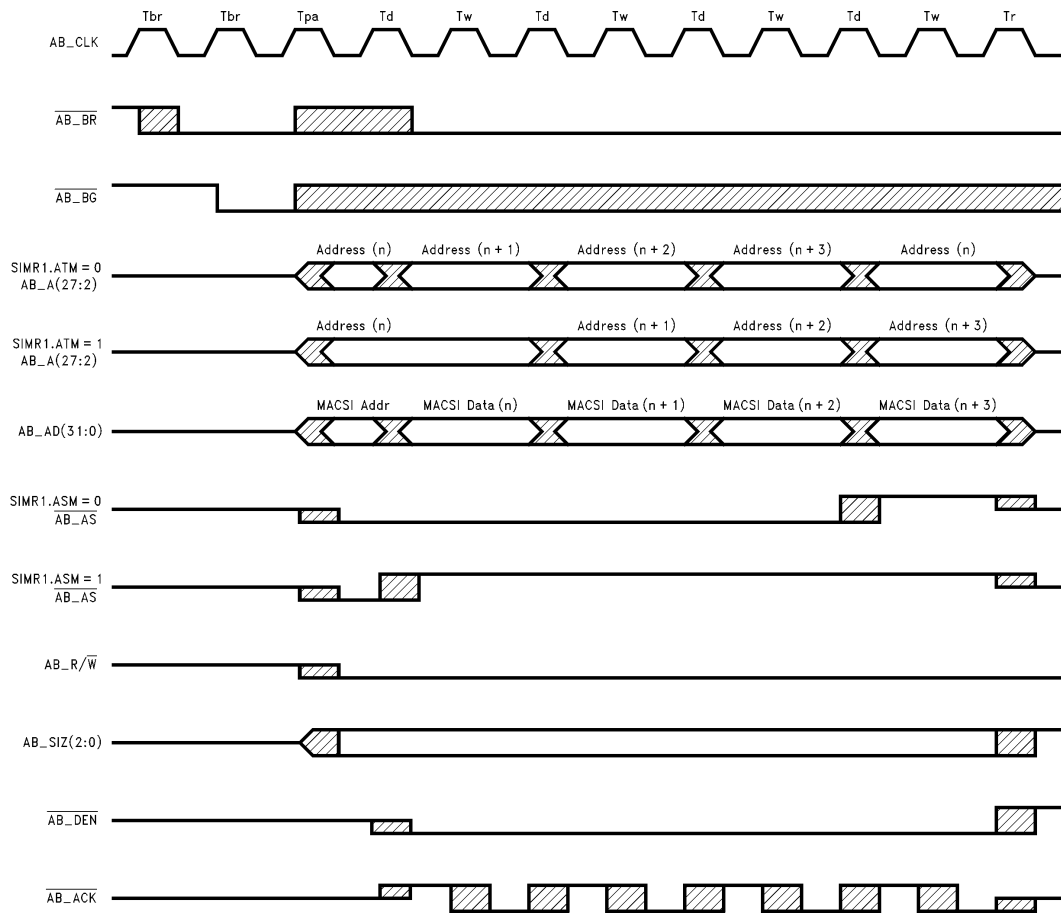 Tbr Tbr Tpa Td Tw Td Tw Td Tw Td Tw Tr
AB_CLK
AB_BR
AB_BG
Address (n) Address (n + 1) Address (n + 2) Address (n + 3) Address (n)
SIMR1.ATM = 0
AB_A(27:2)
Address (n) Address (n + 1) Address (n + 2) Address (n + 3)
SIMR1.ATM = 1
AB_A(27:2)
MACSI Addr MACSI Data (n) MACSI Data (n + 1) MACSI Data (n + 2) MACSI Data (n + 3)
AB_AD(31:0)
SIMR1.ASM = 0
AB_AS
SIMR1.ASM = 1
AB_AS
AB_R/W
AB_SIZ(2:0)
AB_DEN
AB_ACK